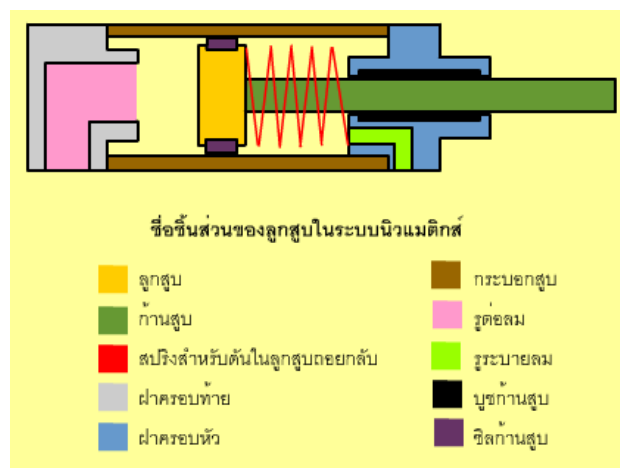 ชื่อชิ้นส่วนของลูกสูบในระบบนิวแมติกส์
ลูกสูบ
ก้านสูบ
สปริงสำหรับดันในลูกสูบถอยกลับ
ฝาครอบท้าย
ฝาครอบหัว
กระบอกสูบ
รูต่อลม
รูระบายลม
บูชก้านสูบ
ซิลก้านสูบ